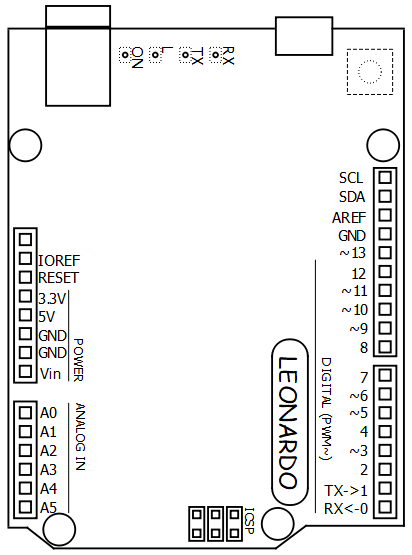 ON
L
TX
RX
SCL
SDA
AREF
GND
~13
12
~11
~10
~9
8
IOREF
RESET
3.3V
5V
GND
GND
Vin
POWER
A0
A1
A2
A3
A4
A5
ANALOG IN
LEONARDO
DIGITAL (PWM~)
7
~6
~5
4
~3
2
TX->1
RX<-0
ICSP